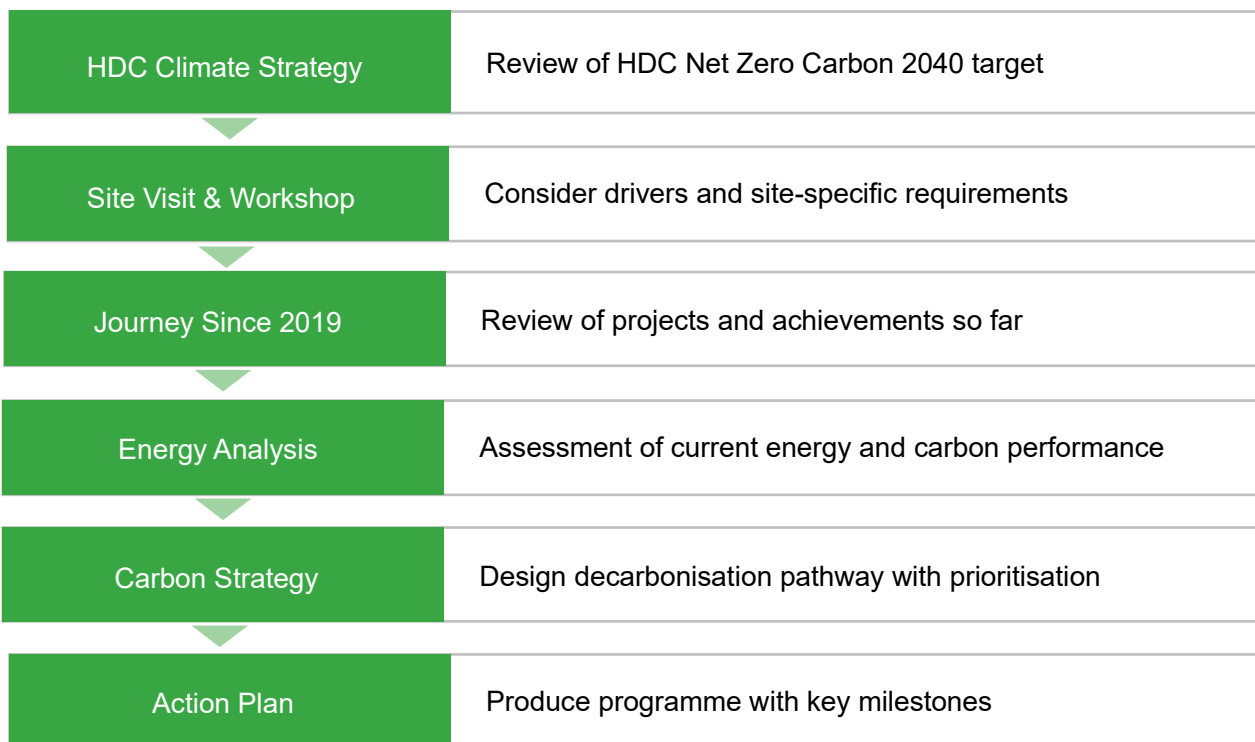 HDC Climate Strategy
Review of HDC Net Zero Carbon 2040 target
Site Visit & Workshop
Consider drivers and site-specific requirements
Journey Since 2019
Review of projects and achievements so far
Energy Analysis
Assessment of current energy and carbon performance
Carbon Strategy
Design decarbonisation pathway with prioritisation
Action Plan
Produce programme with key milestones